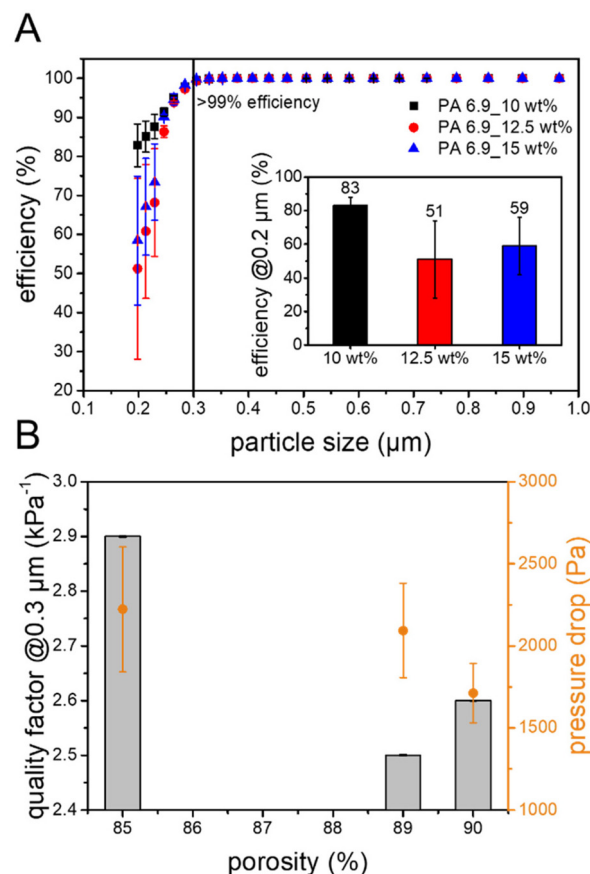 A
efficiency (%)
100
90
80
70
60
50
40
30
20
>99% efficiency
PA 6.9_10 wt%
PA 6.9_12.5 wt%
PA 6.9_15 wt%
efficiency @0.2 µm (%)
100
80
60
40
20
0
83
51
59
10 wt%
12.5 wt%
15 wt%
0.1 0.2 0.3 0.4 0.5 0.6 0.7 0.8 0.9 1.0
particle size (µm)
B
quality factor @0.3 µm (kPa⁻¹)
3.0
2.9
2.8
2.7
2.6
2.5
2.4
3000
2500
2000
1500
1000
pressure drop (Pa)
85 86 87 88 89 90
porosity (%)